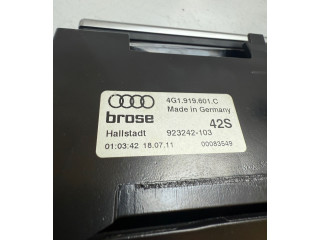 4G1.919.601.C
Made in Germany
brose 42S
Hallstadt 923242-103
01:03:42 18.07.11 00083549